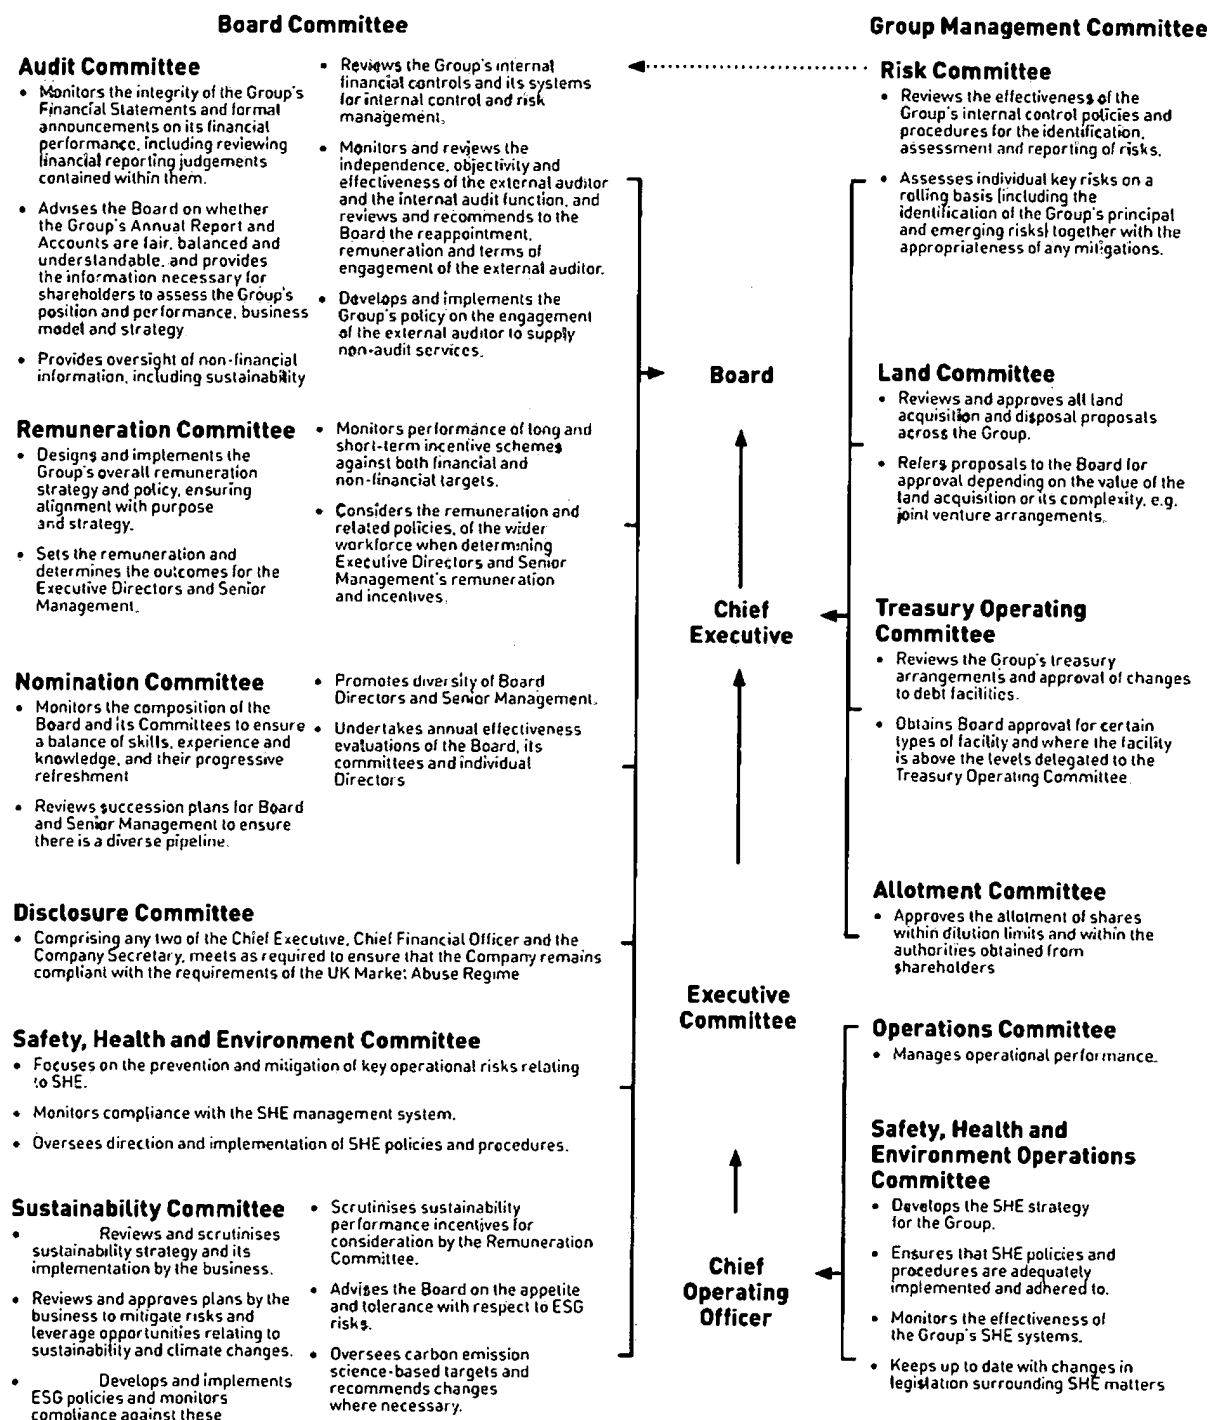 Board Committee
Audit Committee
• Monitors the integrity of the Group's
Financial Statements and formal
announcements on its financial
performance, including reviewing
financial reporting judgements
contained within them.
• Advises the Board on whether
the Group's Annual Report and
Accounts are fair, balanced and
understandable, and provides
the information necessary for
shareholders to assess the Group's
position and performance, business
model and strategy
• Provides oversight of non-financial
information, including sustainability
• Reviews the Group's internal
financial controls and its systems
for internal control and risk
management.
• Monitors and reviews the
independence, objectivity and
effectiveness of the external auditor
and the internal audit function, and
reviews and recommends to the
Board the reappointment,
remuneration and terms of
engagement of the external auditor.
• Develops and implements the
Group's policy on the engagement
of the external auditor to supply
non-audit services.
Remuneration Committee
• Designs and implements the
Group's overall remuneration
strategy and policy, ensuring
alignment with purpose
and strategy.
• Sets the remuneration and
determines the outcomes for the
Executive Directors and Senior
Management.
• Monitors performance of long and
short-term incentive schemes
against both financial and
non-financial targets.
• Considers the remuneration and
related policies, of the wider
workforce when determining
Executive Directors and Senior
Management's remuneration
and incentives.
Nomination Committee
• Monitors the composition of the
Board and its Committees to ensure
a balance of skills, experience and
knowledge, and their progressive
refreshment
• Reviews succession plans for Board
and Senior Management to ensure
there is a diverse pipeline.
• Promotes diversity of Board
Directors and Senior Management.
• Undertakes annual effectiveness
evaluations of the Board, its
committees and individual
Directors
Disclosure Committee
• Comprising any two of the Chief Executive, Chief Financial Officer and the
Company Secretary, meets as required to ensure that the Company remains
compliant with the requirements of the UK Market Abuse Regime
Safety, Health and Environment Committee
• Focuses on the prevention and mitigation of key operational risks relating
to SHE.
• Monitors compliance with the SHE management system.
• Oversees direction and implementation of SHE policies and procedures.
Sustainability Committee
• Reviews and scrutinises
sustainability strategy and its
implementation by the business.
• Reviews and approves plans by the
business to mitigate risks and
leverage opportunities relating to
sustainability and climate changes.
• Develops and implements
ESG policies and monitors
compliance against these
• Scrutinises sustainability
performance incentives for
consideration by the Remuneration
Committee.
• Advises the Board on the appetite
and tolerance with respect to ESG
risks.
• Oversees carbon emission
science-based targets and
recommends changes
where necessary.
Board
Chief
Executive
Executive
Committee
Chief
Operating
Officer
Group Management Committee
Risk Committee
• Reviews the effectiveness of the
Group's internal control policies and
procedures for the identification,
assessment and reporting of risks.
• Assesses individual key risks on a
rolling basis (including the
identification of the Group's principal
and emerging risks) together with the
appropriateness of any mitigations.
Land Committee
• Reviews and approves all land
acquisition and disposal proposals
across the Group.
• Refers proposals to the Board for
approval depending on the value of the
land acquisition or its complexity, e.g.
joint venture arrangements.
Treasury Operating
Committee
• Reviews the Group's treasury
arrangements and approval of changes
to debt facilities.
• Obtains Board approval for certain
types of facility and where the facility
is above the levels delegated to the
Treasury Operating Committee.
Allotment Committee
• Approves the allotment of shares
within dilution limits and within the
authorities obtained from
shareholders
Operations Committee
• Manages operational performance.
Safety, Health and
Environment Operations
Committee
• Develops the SHE strategy
for the Group.
• Ensures that SHE policies and
procedures are adequately
implemented and adhered to.
• Monitors the effectiveness of
the Group's SHE systems.
• Keeps up to date with changes in
legislation surrounding SHE matters